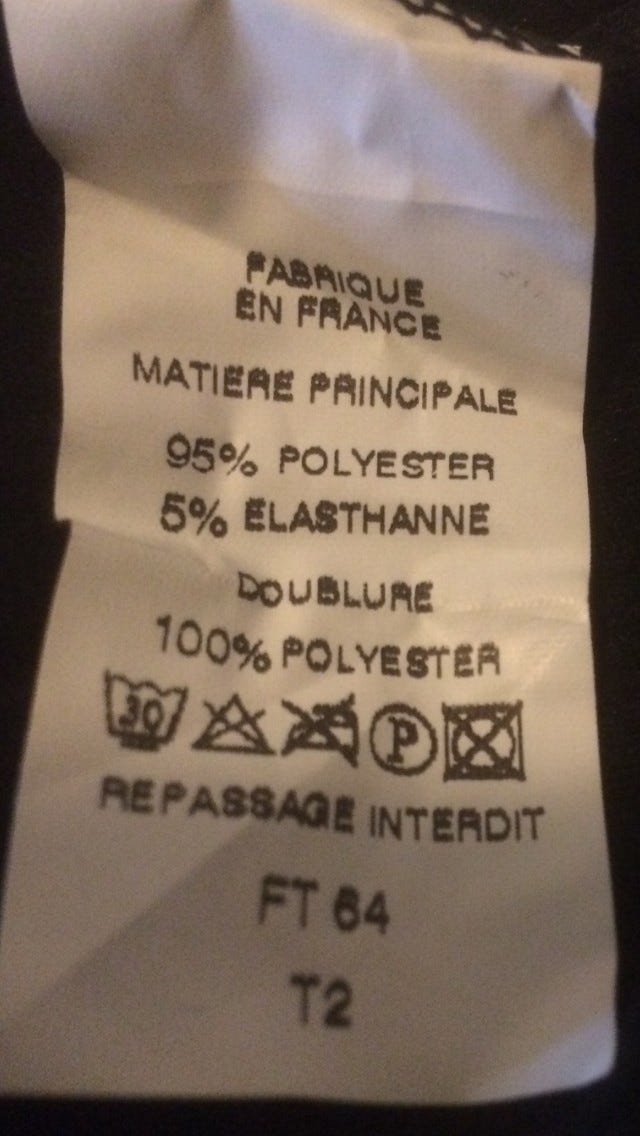 FABRIQUE
EN FRANCE
MATIERE PRINCIPALE
95% POLYESTER
5% ELASTHANNE
DOUBLURE
100% POLYESTER
30 P
REPASSAGE INTERDIT
FT 64
T2